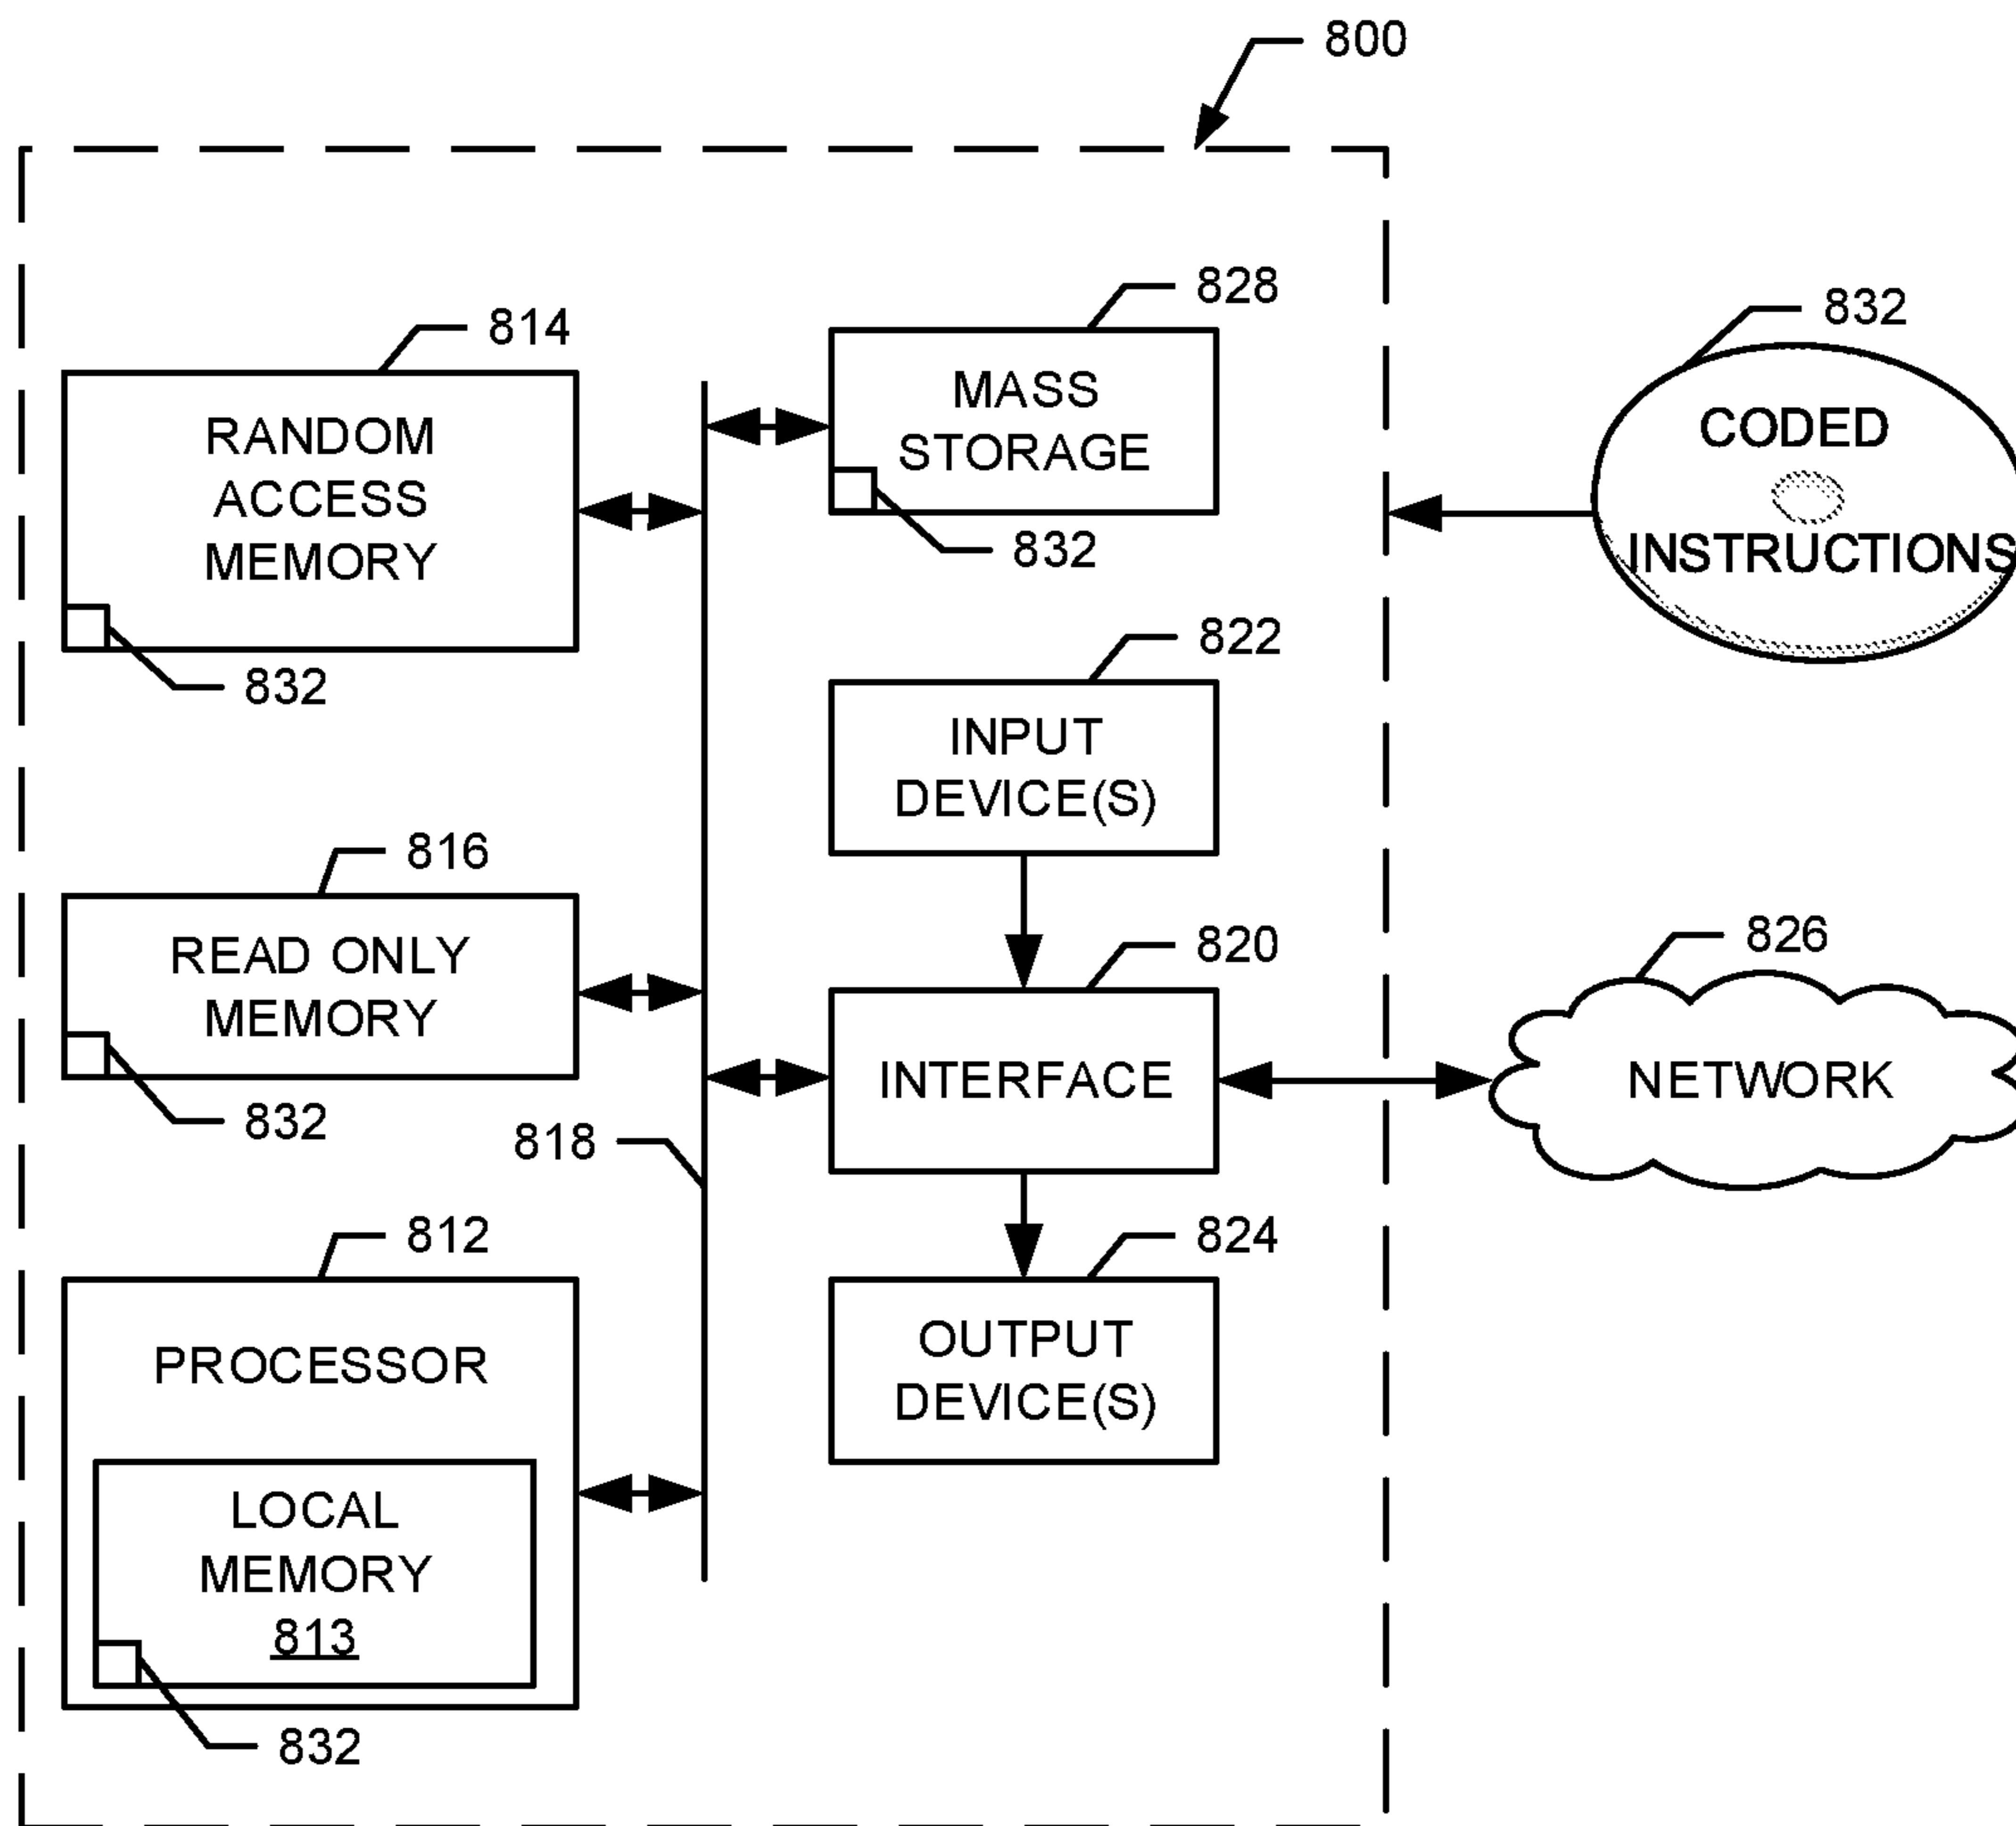 800
828
814
832
MASS
STORAGE
RANDOM
ACCESS
MEMORY
CODED
INSTRUCTIONS
832
832
822
INPUT
DEVICE(S)
816
READ ONLY
MEMORY
832
820
826
INTERFACE
NETWORK
818
812
824
PROCESSOR
OUTPUT
DEVICE(S)
LOCAL
MEMORY
813
832